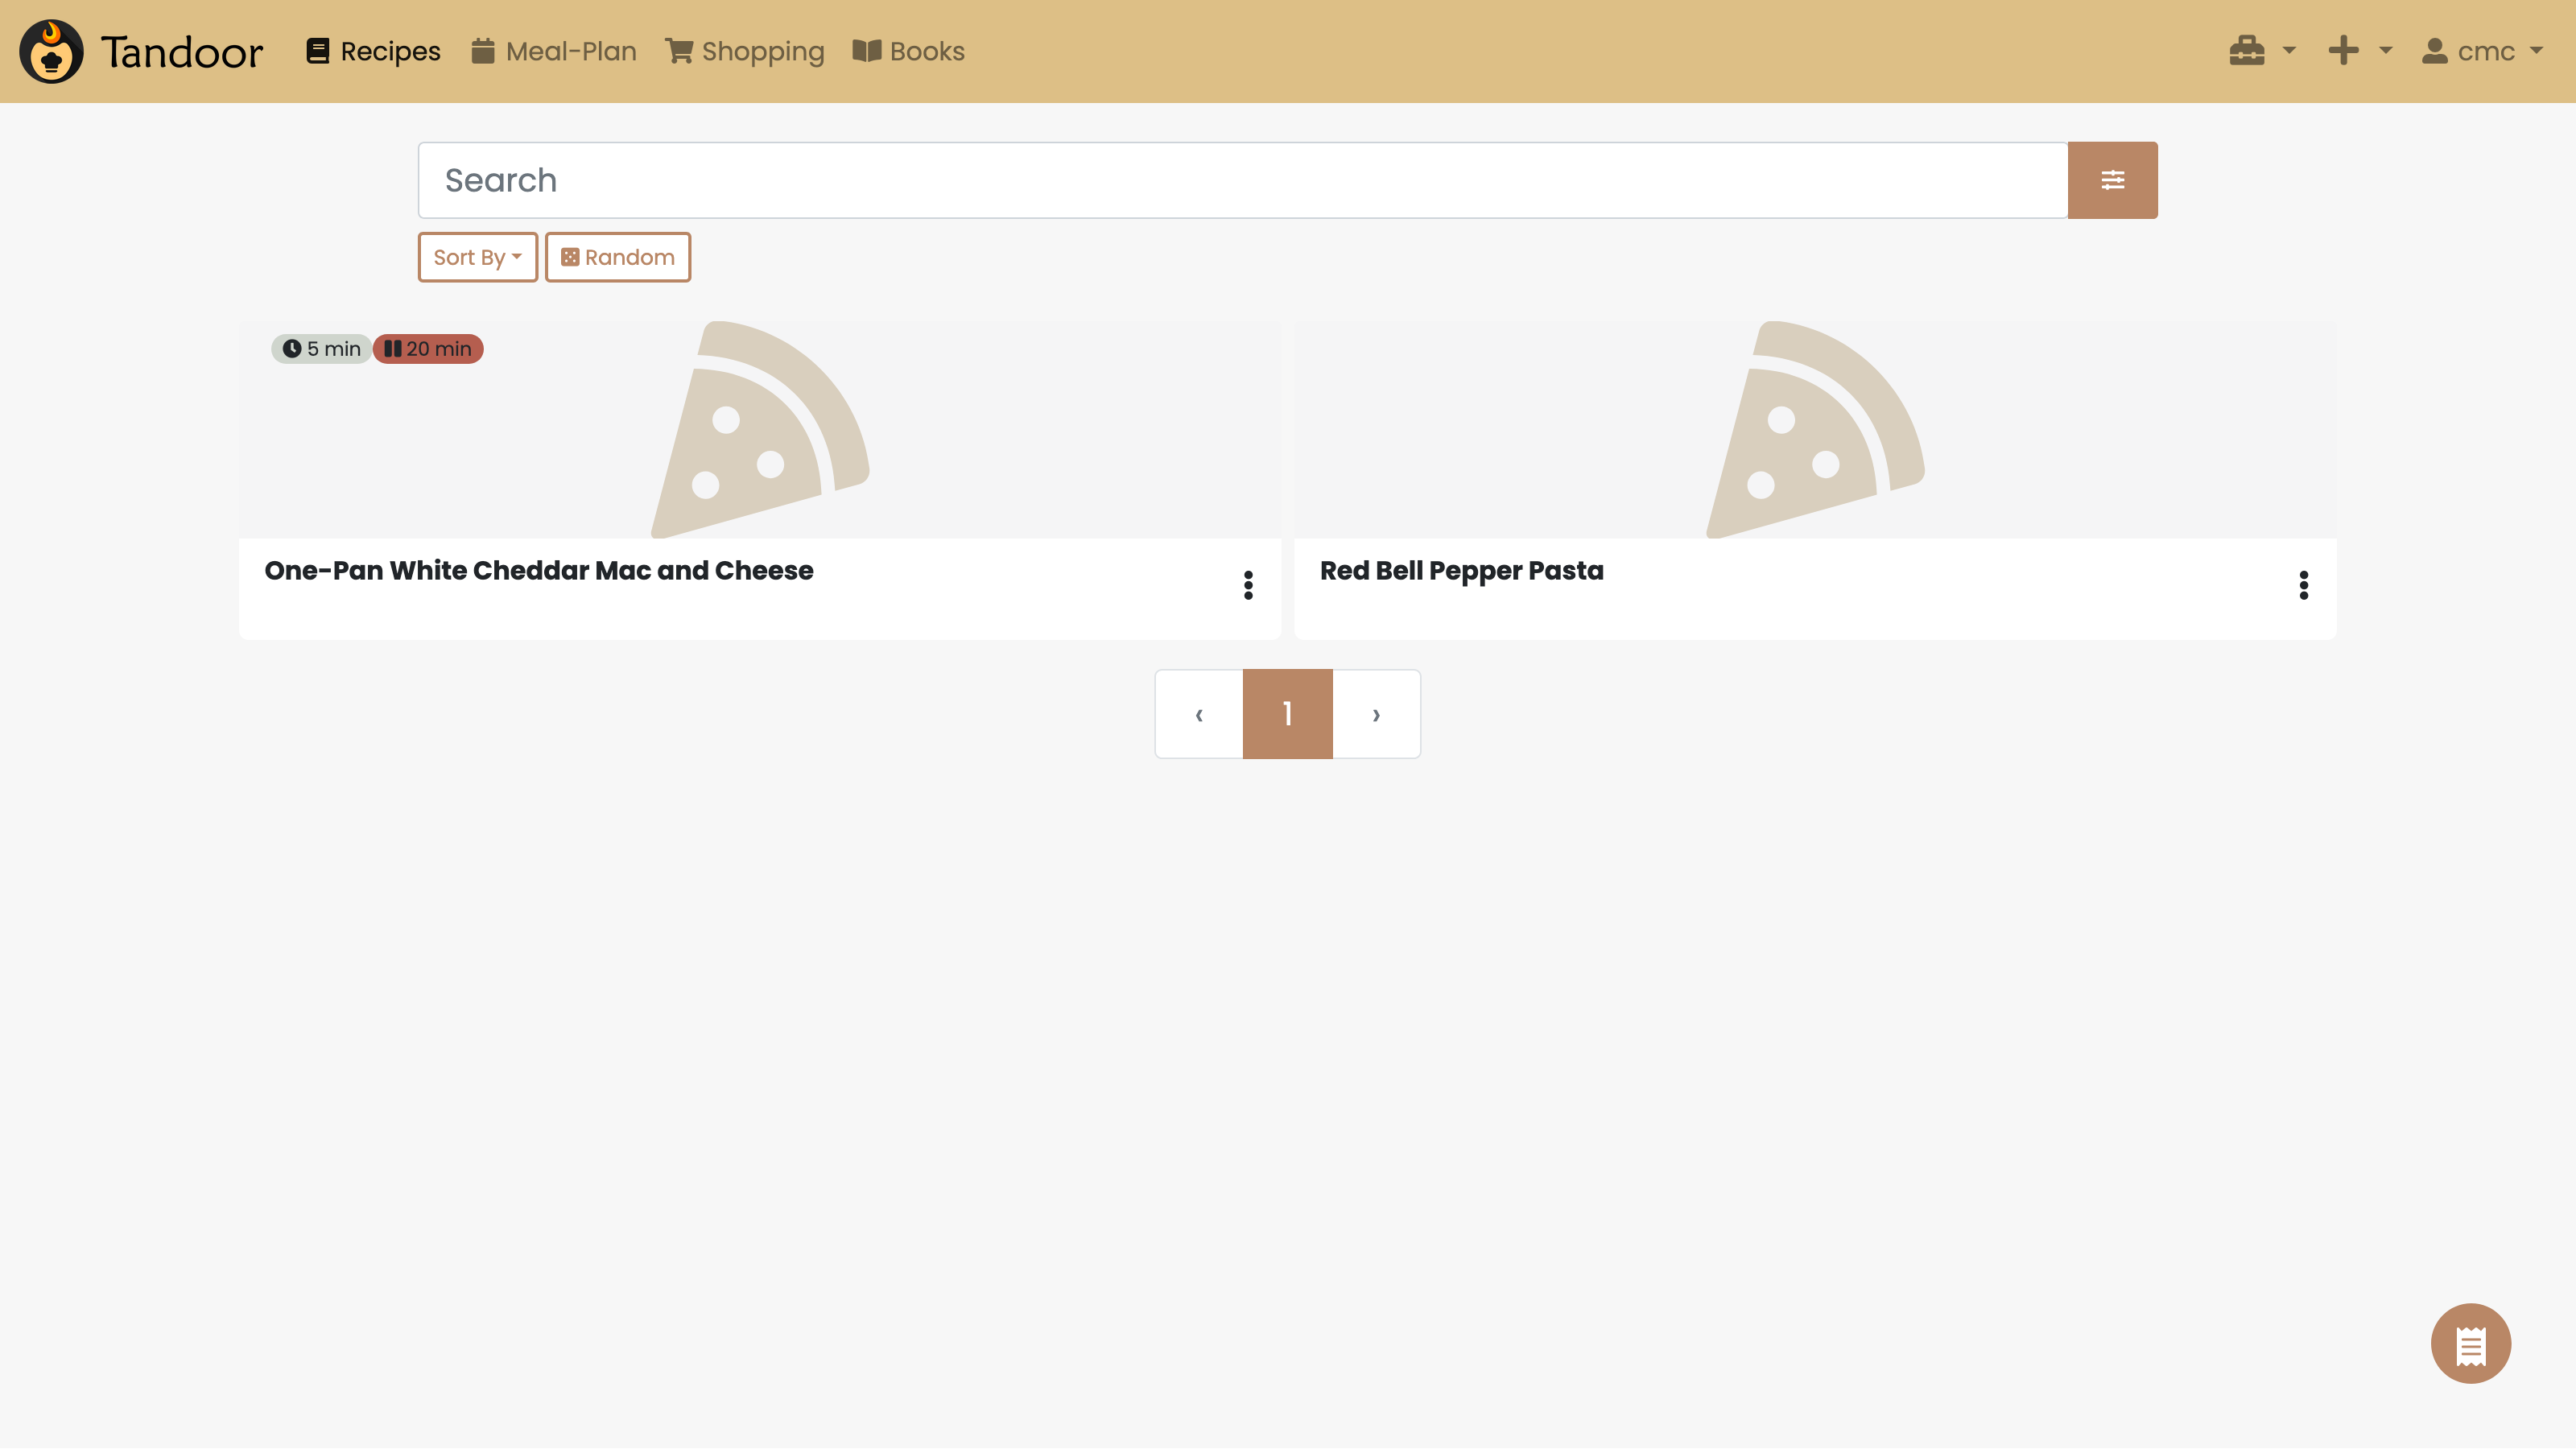 Tandoor Recipes Meal-Plan Shopping Books cmc
Search
Sort By Random
5 min 20 min
One-Pan White Cheddar Mac and Cheese
Red Bell Pepper Pasta
‹ 1 ›